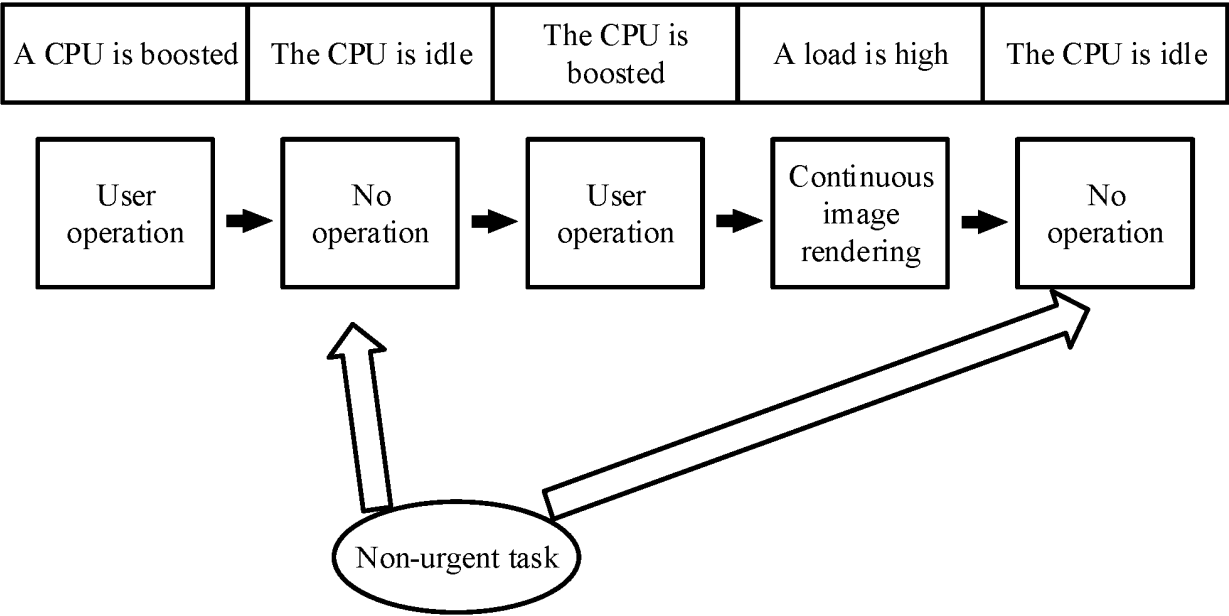 A CPU is boosted
The CPU is idle
The CPU is
boosted
A load is high
The CPU is idle
User
operation
No
operation
User
operation
Continuous
image
rendering
No
operation
Non-urgent task